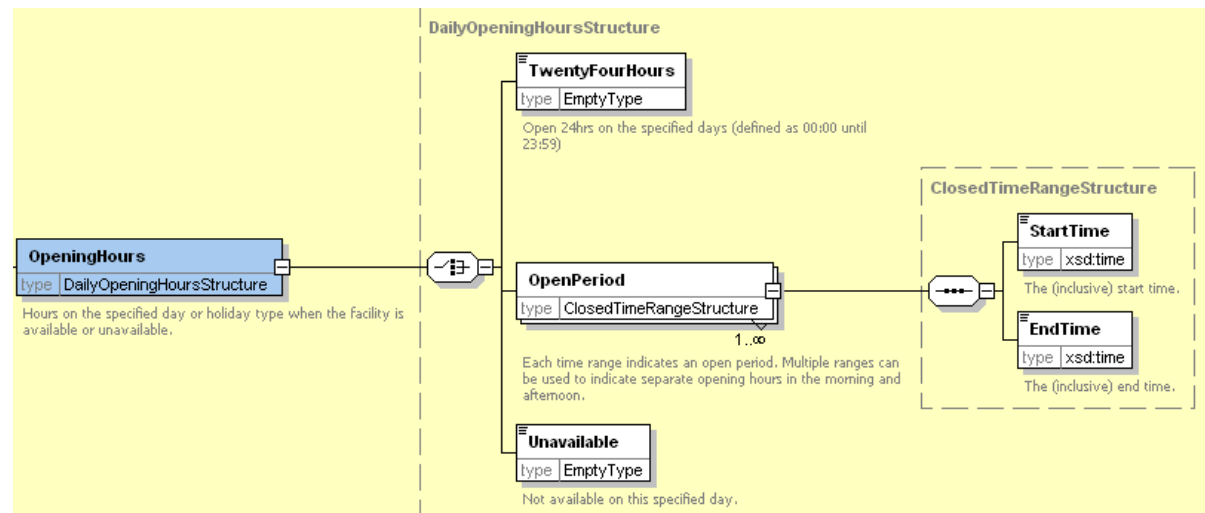 DailyOpeningHoursStructure
TwentyFourHours
type EmptyType
Open 24hrs on the specified days (defined as 00:00 until
23:59)
ClosedTimeRangeStructure
StartTime
type xsd:time
The (inclusive) start time.
OpeningHours
type DailyOpeningHoursStructure
Hours on the specified day or holiday type when the facility is
available or unavailable.
OpenPeriod
type ClosedTimeRangeStructure
1..∞
Each time range indicates an open period. Multiple ranges can
be used to indicate separate opening hours in the morning and
afternoon.
EndTime
type xsd:time
The (inclusive) end time.
Unavailable
type EmptyType
Not available on this specified day.